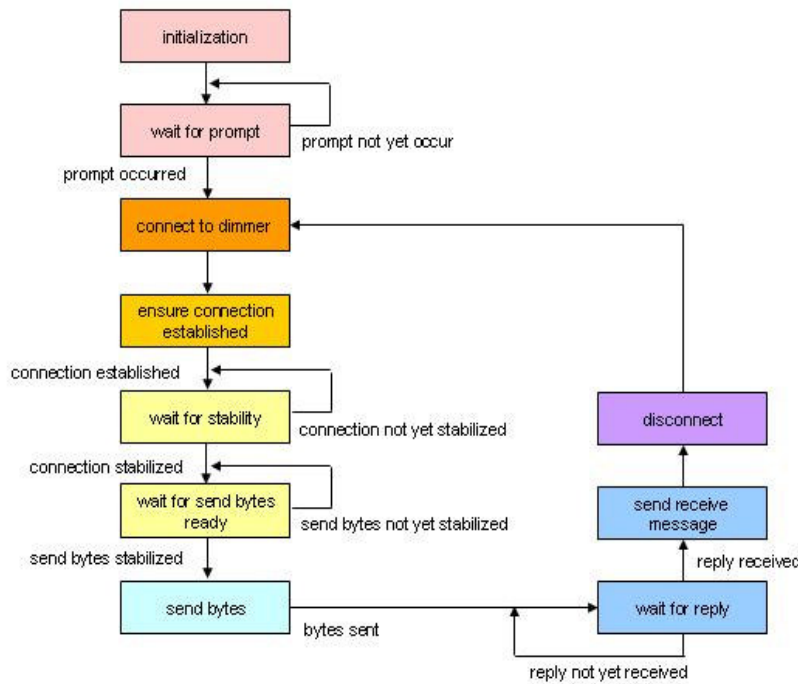 initialization
wait for prompt
prompt not yet occur
prompt occurred
connect to dimmer
ensure connection
established
connection established
wait for stability
connection not yet stabilized
connection stabilized
wait for send bytes
ready
send bytes not yet stabilized
send bytes stabilized
send bytes
bytes sent
wait for reply
reply not yet received
reply received
send receive
message
disconnect